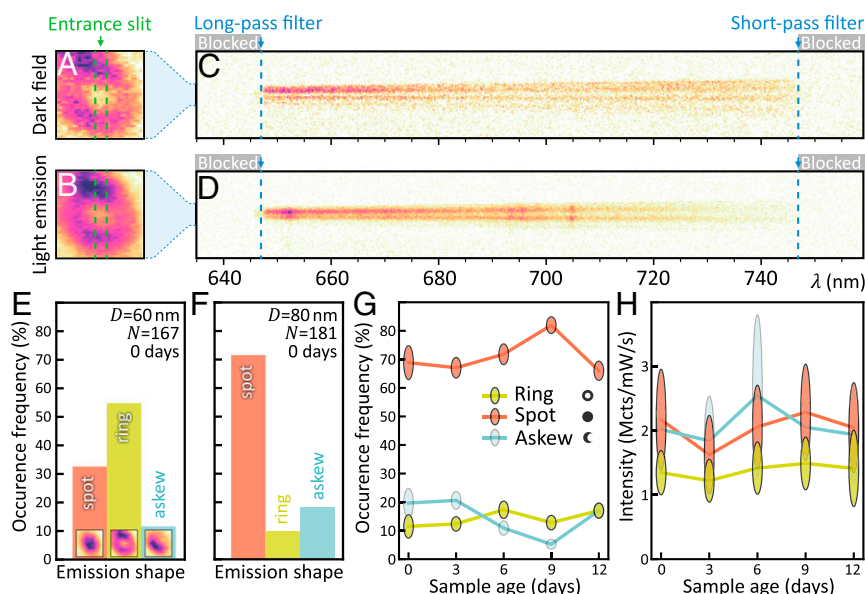 Entrance slit
Long-pass filter
Short-pass filter
Blocked
Blocked
A
C
Dark field
Blocked
Blocked
B
D
Light emission
640
660
680
700
720
740
λ (nm)
E
F
G
H
D=60 nm
N=167
0 days
D=80 nm
N=181
0 days
Occurence frequency (%)
80
70
60
50
40
30
20
10
0
spot
ring
askew
Emission shape
spot
ring
askew
Emission shape
Occurence frequency (%)
80
70
60
50
40
30
20
10
0
Ring
Spot
Askew
0
3
6
9
12
Sample age (days)
Intensity (Mcts/mW/s)
3
2
1
0
0
3
6
9
12
Sample age (days)